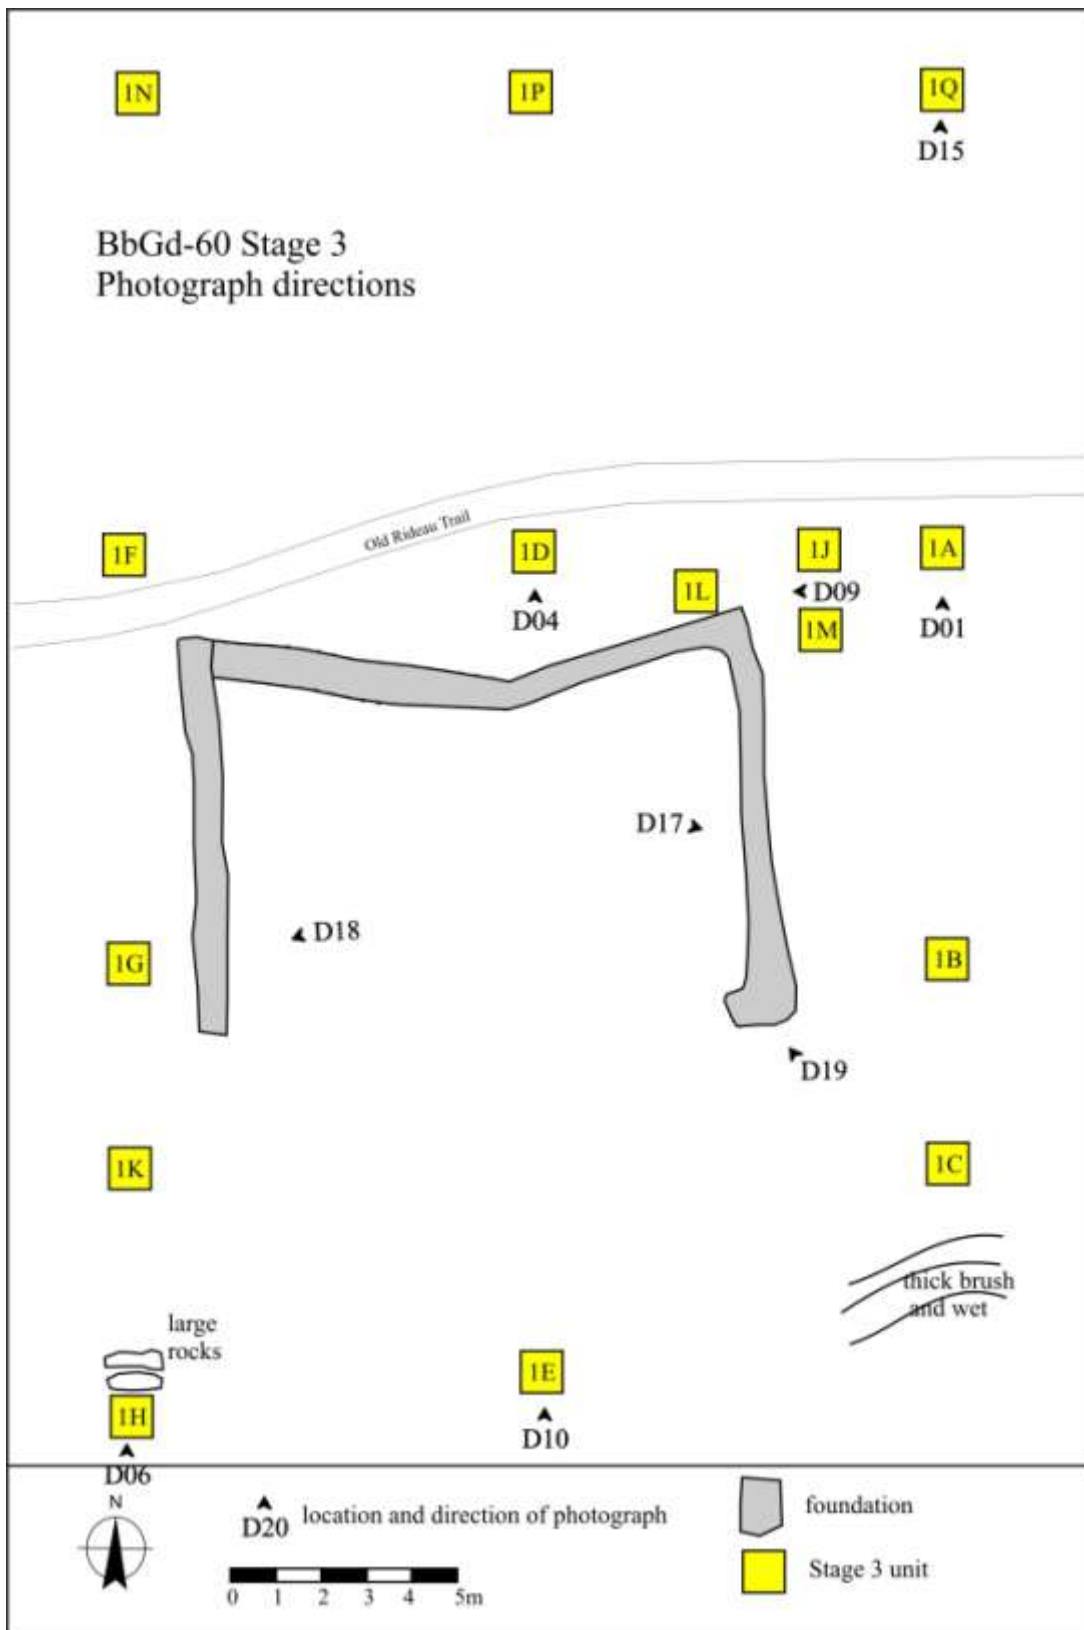 1N
1P
1Q
D15
BbGd-60 Stage 3
Photograph directions
Old Rideau Trail
1F
1D
1J
1A
1L
D09
D04
1M
D01
D17
D18
1G
1B
D19
1K
1C
thick brush
and wet
large
rocks
1E
1H
D10
D06
N
D20 location and direction of photograph
foundation
Stage 3 unit
0 1 2 3 4 5m